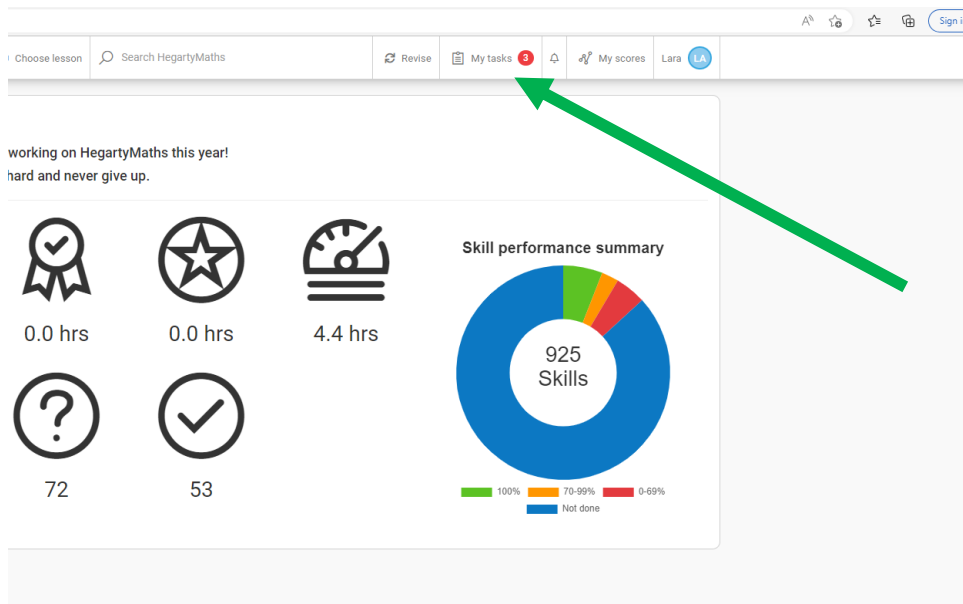 Sign i
Choose lesson
Search HegartyMaths
Revise
My tasks 3
My scores
Lara LA
working on HegartyMaths this year!
hard and never give up.
0.0 hrs
0.0 hrs
4.4 hrs
72
53
Skill performance summary
925
Skills
100% 70-99% 0-69%
Not done